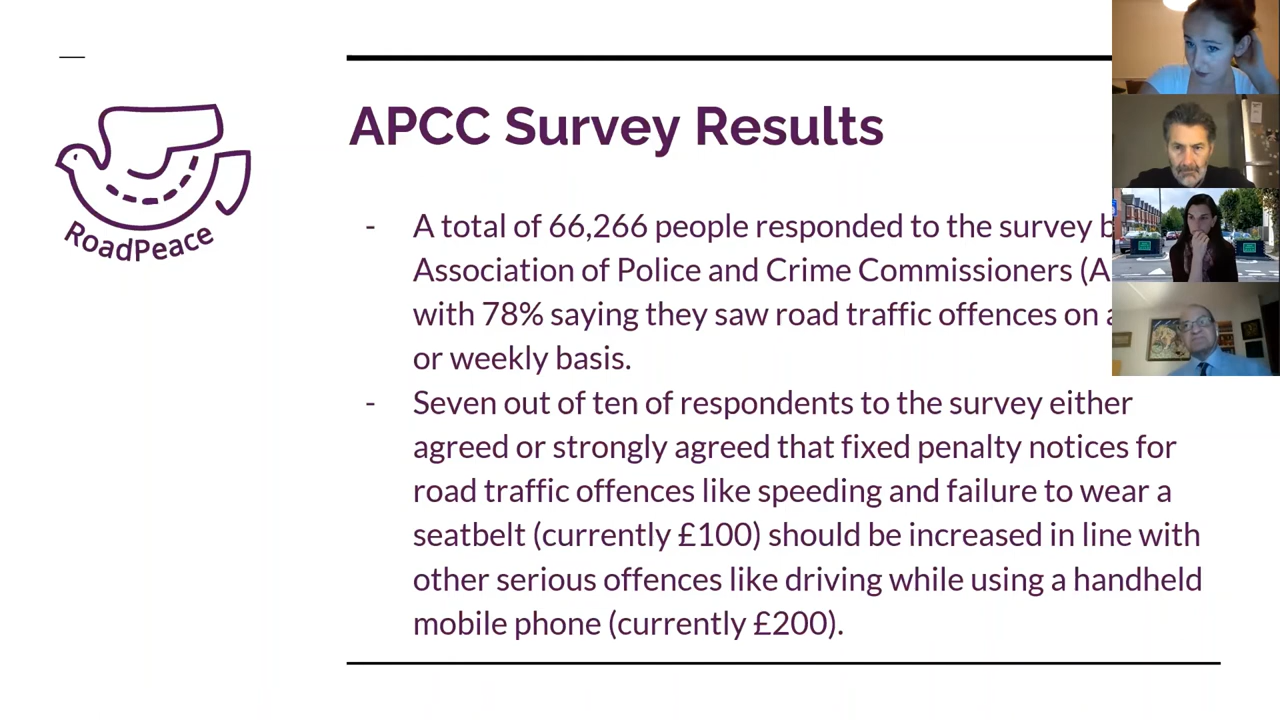 APCC Survey Results
RoadPeace
- A total of 66,266 people responded to the survey
Association of Police and Crime Commissioners (A
with 78% saying they saw road traffic offences on
or weekly basis.
- Seven out of ten of respondents to the survey either
agreed or strongly agreed that fixed penalty notices for
road traffic offences like speeding and failure to wear a
seatbelt (currently £100) should be increased in line with
other serious offences like driving while using a handheld
mobile phone (currently £200).